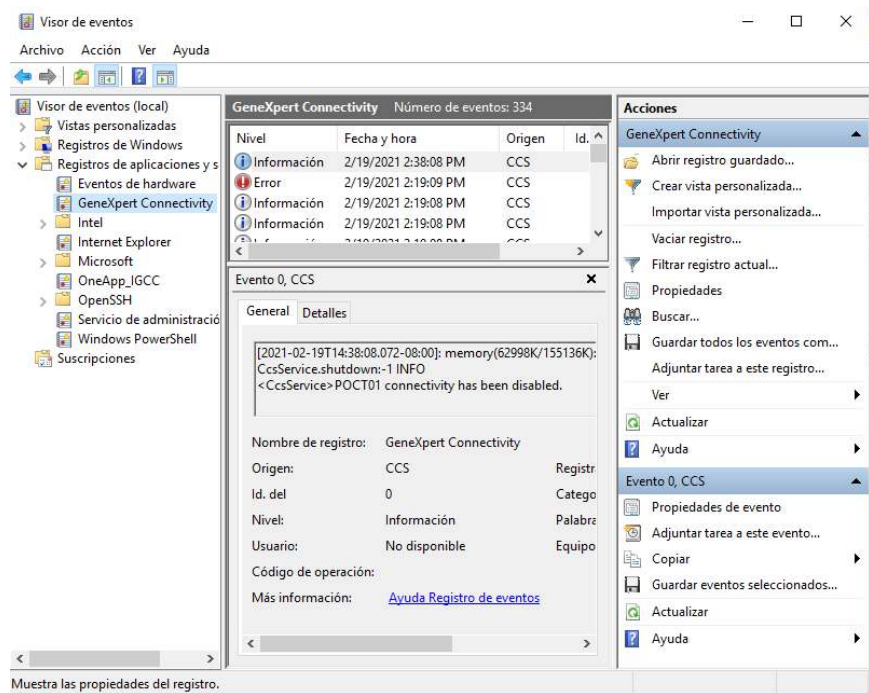 Visor de eventos
Archivo Acción Ver Ayuda
Visor de eventos (local)
Vistas personalizadas
Registros de Windows
Registros de aplicaciones y s
Eventos de hardware
GeneXpert Connectivity
Intel
Internet Explorer
Microsoft
OneApp_IGCC
OpenSSH
Servicio de administració
Windows PowerShell
Suscripciones
GeneXpert Connectivity Número de eventos: 334
Nivel Fecha y hora Origen Id.
Información 2/19/2021 2:38:08 PM CCS
Error 2/19/2021 2:19:09 PM CCS
Información 2/19/2021 2:19:08 PM CCS
Información 2/19/2021 2:19:08 PM CCS
Evento 0, CCS
General Detalles
[2021-02-19T14:38:08.072-08:00]: memory(62998K/155136K):
CcsService.shutdown:-1 INFO
<CcsService>POCT01 connectivity has been disabled.
Nombre de registro: GeneXpert Connectivity
Origen: CCS Registr
Id. del 0 Catego
Nivel: Información Palabra
Usuario: No disponible Equipo
Código de operación:
Más información: Ayuda Registro de eventos
Acciones
GeneXpert Connectivity
Abrir registro guardado...
Crear vista personalizada...
Importar vista personalizada...
Vaciar registro...
Filtrar registro actual...
Propiedades
Buscar...
Guardar todos los eventos com...
Adjuntar tarea a este registro...
Ver
Actualizar
Ayuda
Evento 0, CCS
Propiedades de evento
Adjuntar tarea a este evento...
Copiar
Guardar eventos seleccionados...
Actualizar
Ayuda
Muestra las propiedades del registro.